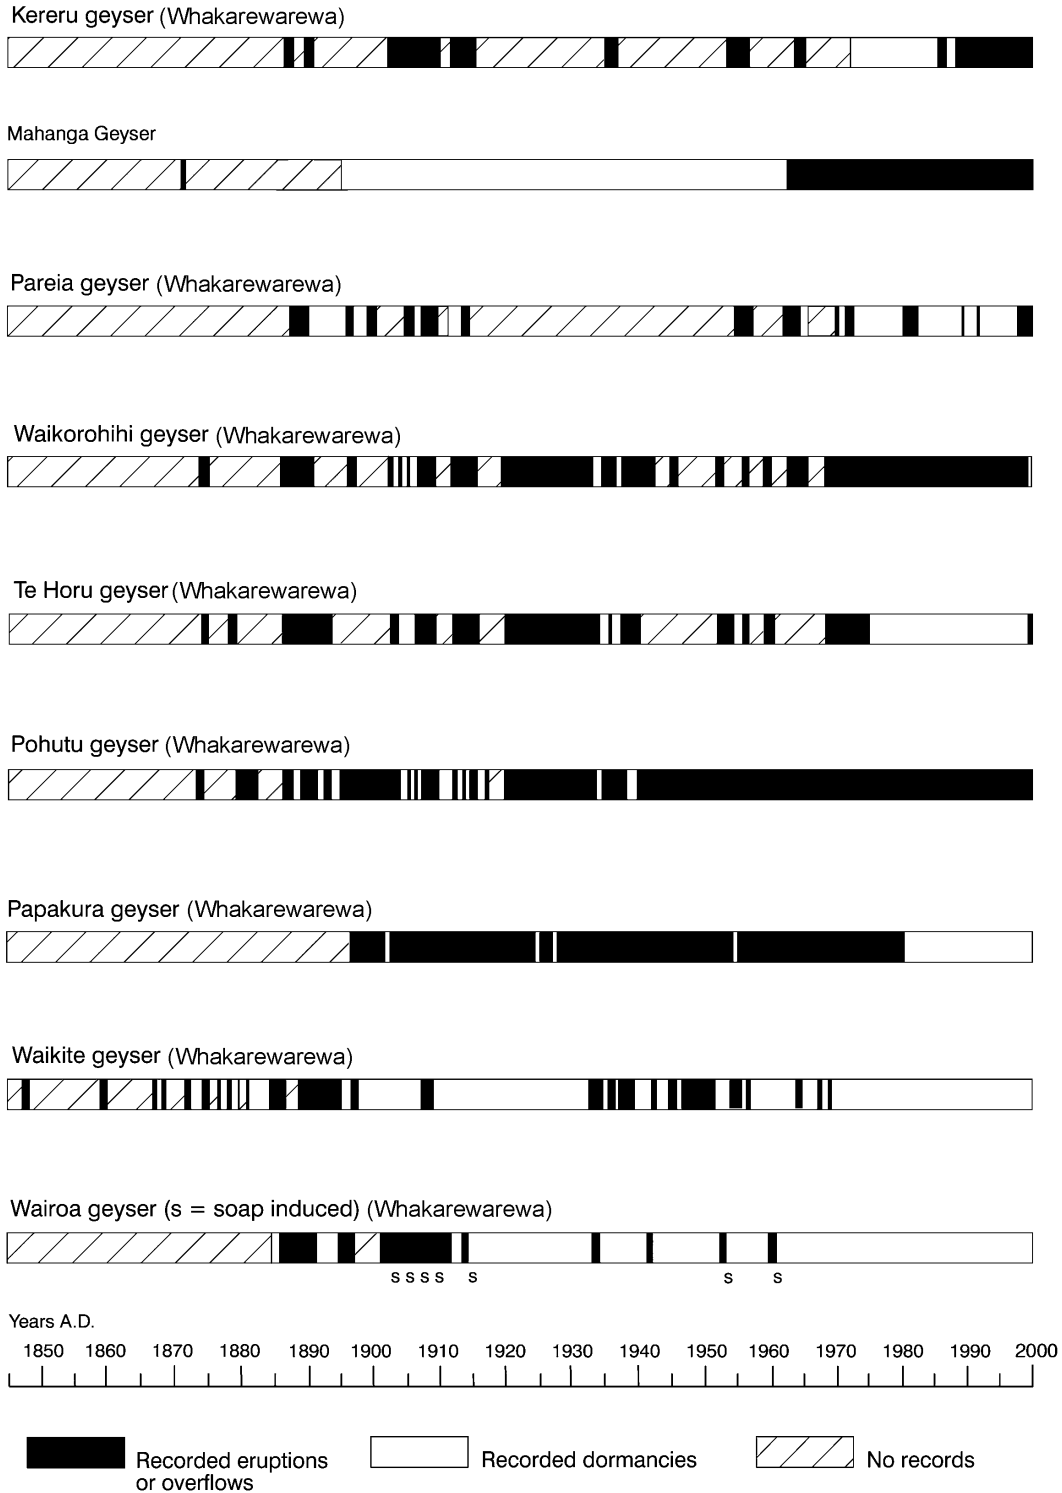 Kereru geyser (Whakarewarewa)
Mahanga Geyser
Pareia geyser (Whakarewarewa)
Waikorohihi geyser (Whakarewarewa)
Te Horu geyser (Whakarewarewa)
Pohutu geyser (Whakarewarewa)
Papakura geyser (Whakarewarewa)
Waikite geyser (Whakarewarewa)
Wairoa geyser (s = soap induced) (Whakarewarewa)
s s s s s s s
Years A.D.
1850 1860 1870 1880 1890 1900 1910 1920 1930 1940 1950 1960 1970 1980 1990 2000
Recorded eruptions
or overflows
Recorded dormancies
No records